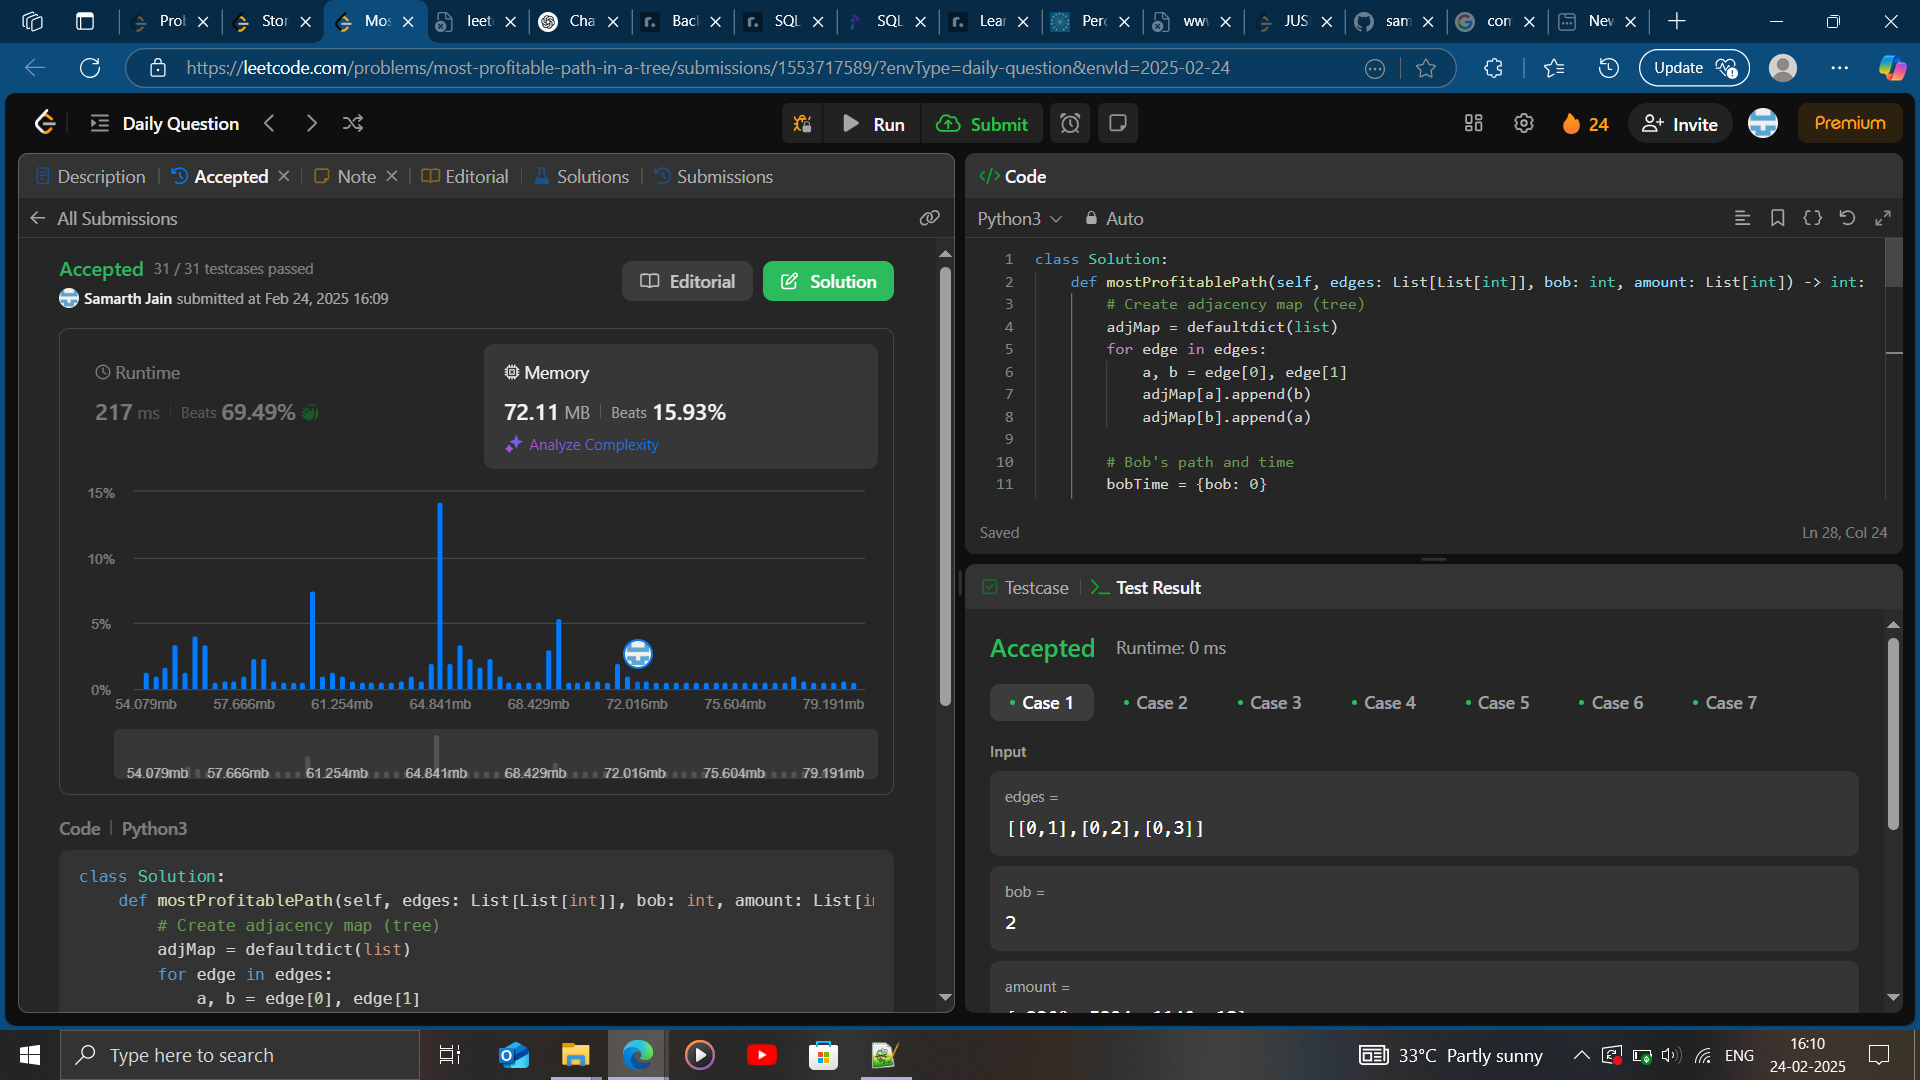 Prob
Stor
Mos
leet
Cha
Bac
SQL
SQL
Lear
Perc
ww
JUS
sam
con
Nev
https://leetcode.com/problems/most-profitable-path-in-a-tree/submissions/1553717589/?envType=daily-question&envId=2025-02-24
Update
Daily Question
Run
Submit
24
Invite
Premium
Description
Accepted
Note
Editorial
Solutions
Submissions
All Submissions
Accepted 31 / 31 testcases passed
Samarth Jain submitted at Feb 24, 2025 16:09
Editorial
Solution
Runtime
217 ms Beats 69.49%
Memory
72.11 MB Beats 15.93%
Analyze Complexity
15%
10%
5%
0%
54.079mb 57.666mb 61.254mb 64.841mb 68.429mb 72.016mb 75.604mb 79.191mb
54.079mb 57.666mb 61.254mb 64.841mb 68.429mb 72.016mb 75.604mb 79.191mb
Code | Python3
class Solution:
def mostProfitablePath(self, edges: List[List[int]], bob: int, amount: List[in
# Create adjacency map (tree)
adjMap = defaultdict(list)
for edge in edges:
a, b = edge[0], edge[1]
</> Code
Python3
Auto
1 class Solution:
2 def mostProfitablePath(self, edges: List[List[int]], bob: int, amount: List[int]) -> int:
3 # Create adjacency map (tree)
4 adjMap = defaultdict(list)
5 for edge in edges:
6 a, b = edge[0], edge[1]
7 adjMap[a].append(b)
8 adjMap[b].append(a)
9
10 # Bob's path and time
11 bobTime = {bob: 0}
Saved
Ln 28, Col 24
Testcase
Test Result
Accepted Runtime: 0 ms
Case 1
Case 2
Case 3
Case 4
Case 5
Case 6
Case 7
Input
edges =
[[0,1],[0,2],[0,3]]
bob =
2
amount =
Type here to search
33°C Partly sunny
ENG
16:10
24-02-2025